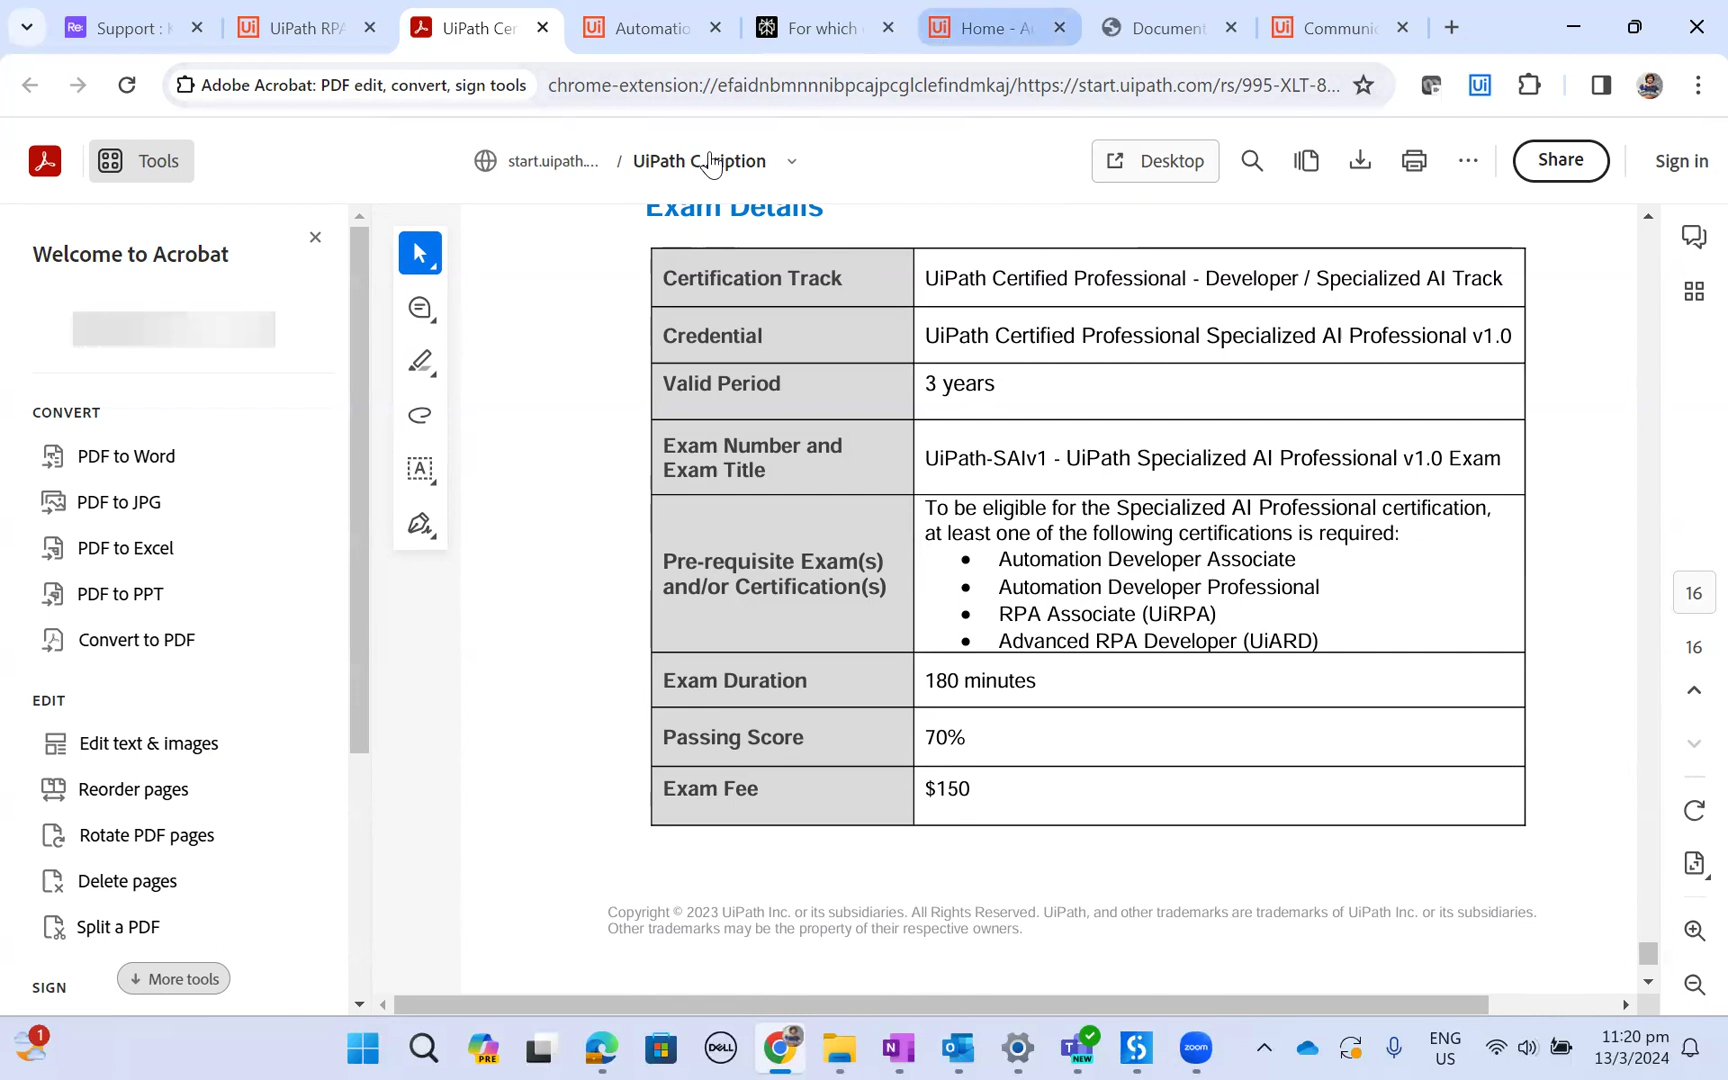 Support :
UiPath RPA
UiPath Cer
Automatio
For which
Home - A
Document
Communic
Adobe Acrobat: PDF edit, convert, sign tools
chrome-extension://efaidnbmnnnibpcajpcglclefindmkaj/https://start.uipath.com/rs/995-XLT-8...
Tools
start.uipath.... /
Desktop
Share
Sign in
Welcome to Acrobat
CONVERT
PDF to Word
PDF to JPG
PDF to Excel
PDF to PPT
Convert to PDF
EDIT
Edit text & images
Reorder pages
Rotate PDF pages
Delete pages
Split a PDF
More tools
SIGN
Exam Details
Certification Track
UiPath Certified Professional - Developer / Specialized AI Track
Credential
UiPath Certified Professional Specialized AI Professional v1.0
Valid Period
3 years
Exam Number and
Exam Title
UiPath-SAIv1 - UiPath Specialized AI Professional v1.0 Exam
Pre-requisite Exam(s)
and/or Certification(s)
To be eligible for the Specialized AI Professional certification,
at least one of the following certifications is required:
• Automation Developer Associate
• Automation Developer Professional
• RPA Associate (UiRPA)
• Advanced RPA Developer (UiARD)
Exam Duration
180 minutes
Passing Score
70%
Exam Fee
$150
Copyright © 2023 UiPath Inc. or its subsidiaries. All Rights Reserved. UiPath, and other trademarks are trademarks of UiPath Inc. or its subsidiaries.
Other trademarks may be the property of their respective owners.
16
16
1
PRE
DELL
NEW
zoom
ENG
US
11:20 pm
13/3/2024